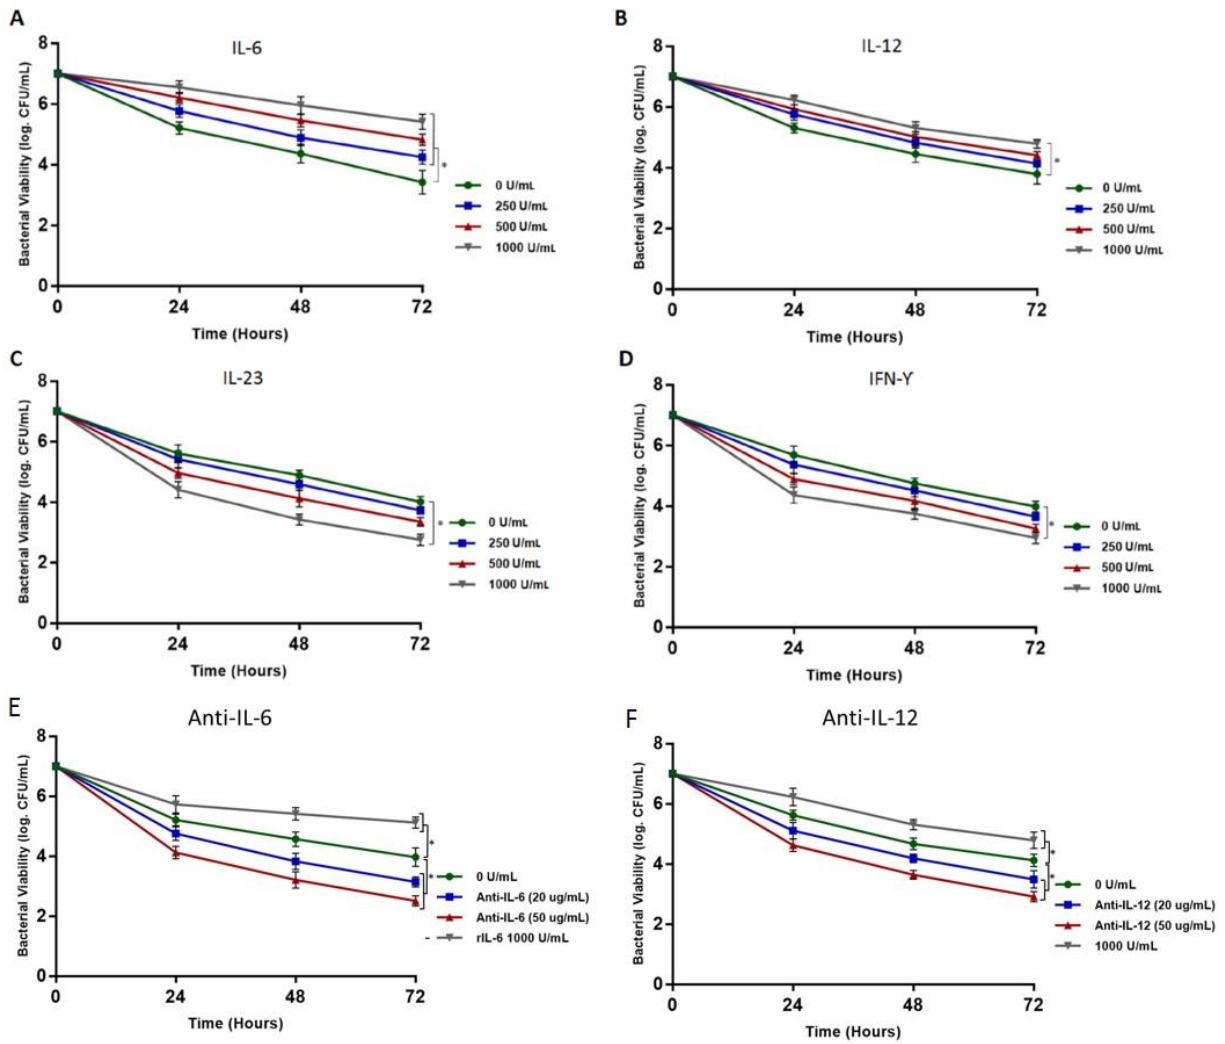 A
IL-6
Bacterial Viability (log. CFU/mL)
8
6
4
2
0
0 24 48 72
Time (Hours)
*
0 U/mL
250 U/mL
500 U/mL
1000 U/mL
B
IL-12
Bacterial Viability (log. CFU/mL)
8
6
4
2
0
0 24 48 72
Time (Hours)
*
0 U/mL
250 U/mL
500 U/mL
1000 U/mL
C
IL-23
Bacterial Viability (log. CFU/mL)
8
6
4
2
0
0 24 48 72
Time (Hours)
*
0 U/mL
250 U/mL
500 U/mL
1000 U/mL
D
IFN-Y
Bacterial Viability (log. CFU/mL)
8
6
4
2
0
0 24 48 72
Time (Hours)
*
0 U/mL
250 U/mL
500 U/mL
1000 U/mL
E
Anti-IL-6
Bacterial Viability (log. CFU/mL)
8
6
4
2
0
0 24 48 72
Time (Hours)
*
*
0 U/mL
Anti-IL-6 (20 ug/mL)
Anti-IL-6 (50 ug/mL)
- rIL-6 1000 U/mL
F
Anti-IL-12
Bacterial Viability (log. CFU/mL)
8
6
4
2
0
0 24 48 72
Time (Hours)
*
*
0 U/mL
Anti-IL-12 (20 ug/mL)
Anti-IL-12 (50 ug/mL)
1000 U/mL